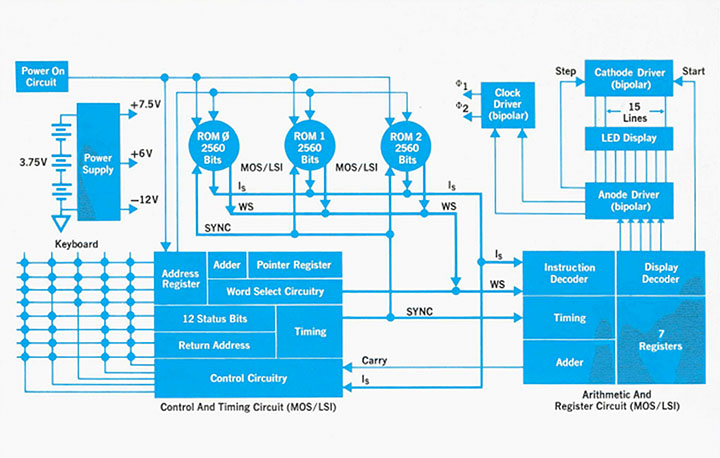 Power On
Circuit
+7.5V
3.75V
Power
Supply
+6V
−12V
ROM Ø
2560
Bits
MOS/LSI
ROM 1
2560
Bits
MOS/LSI
ROM 2
2560
Bits
IS
IS
WS
WS
SYNC
Φ1
Φ2
Clock
Driver
(bipolar)
Step
Cathode Driver
(bipolar)
Start
15
Lines
LED Display
Anode Driver
(bipolar)
Keyboard
Address
Register
Adder
Pointer Register
Word Select Circuitry
12 Status Bits
Return Address
Timing
Control Circuitry
Control And Timing Circuit (MOS/LSI)
IS
WS
SYNC
Carry
IS
Instruction
Decoder
Display
Decoder
Timing
7
Registers
Adder
Arithmetic And
Register Circuit (MOS/LSI)